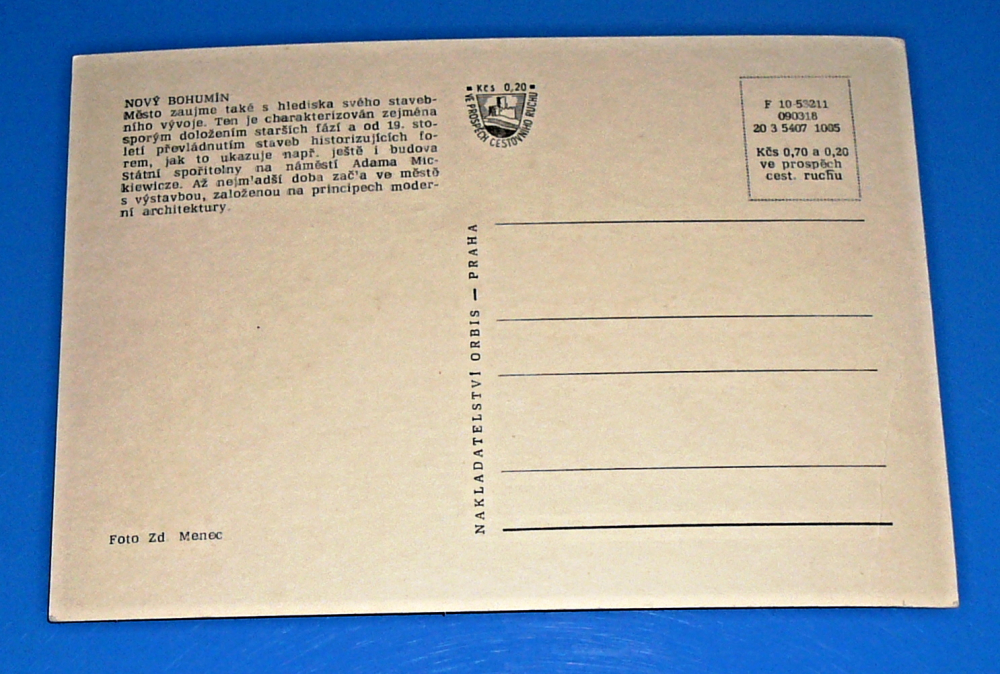 NOVÝ BOHUMÍN
Město zaujme také s hlediska svého staveb-
ního vývoje. Ten je charakterizován zejména
sporým doložením starších fází a od 19. sto-
letí převládnutím staveb historizujících fo-
rem, jak to ukazuje např. ještě i budova
Státní spořitelny na náměstí Adama Mic-
kiewicze. Až nejmladší doba zač'a ve městě
s výstavbou, založenou na principech moder-
ní architektury.
Foto Zd. Menec
NAKLADATELSTVÍ ORBIS — PRAHA
Kčs 0,20
VE PROSPĚCH CESTOVNÍHO RUCHU
F 10-53211
090318
20 3 5407 1005
Kčs 0,70 a 0,20
ve prospěch
cest. ruchu